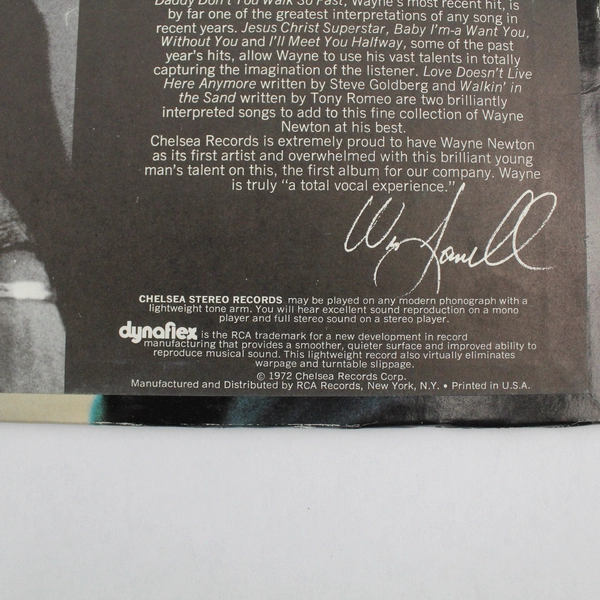 Daddy Don't You Walk So Fast, Wayne's most recent hit, is
by far one of the greatest interpretations of any song in
recent years. Jesus Christ Superstar, Baby I'm-a Want You,
Without You and I'll Meet You Halfway, some of the past
year's hits, allow Wayne to use his vast talents in totally
capturing the imagination of the listener. Love Doesn't Live
Here Anymore written by Steve Goldberg and Walkin' in
the Sand written by Tony Romeo are two brilliantly
interpreted songs to add to this fine collection of Wayne
Newton at his best.
Chelsea Records is extremely proud to have Wayne Newton
as its first artist and overwhelmed with this brilliant young
man's talent on this, the first album for our company. Wayne
is truly "a total vocal experience."
Wes Farrell
CHELSEA STEREO RECORDS may be played on any modern phonograph with a
lightweight tone arm. You will hear excellent sound reproduction on a mono
player and full stereo sound on a stereo player.
dynaflex is the RCA trademark for a new development in record
manufacturing that provides a smoother, quieter surface and improved ability to
reproduce musical sound. This lightweight record also virtually eliminates
warpage and turntable slippage.
© 1972 Chelsea Records Corp.
Manufactured and Distributed by RCA Records, New York, N.Y. • Printed in U.S.A.